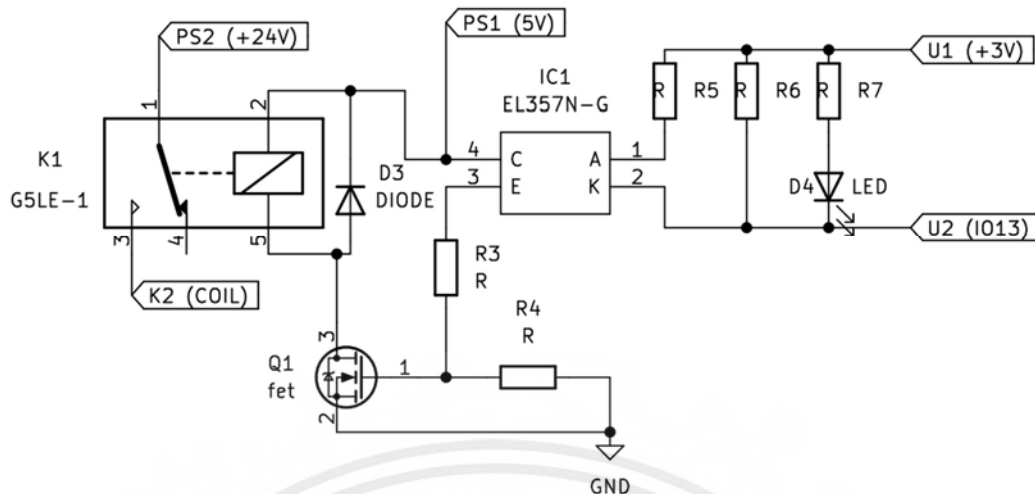 PS2 (+24V)
PS1 (5V)
U1 (+3V)
IC1
EL357N-G
R R5
R R6
R7
1
2
K1
G5LE-1
D3
DIODE
4 C A 1
3 E K 2
D4 LED
3
4
5
U2 (IO13)
K2 (COIL)
R3
R
R4
R
Q1
fet
3
1
2
GND